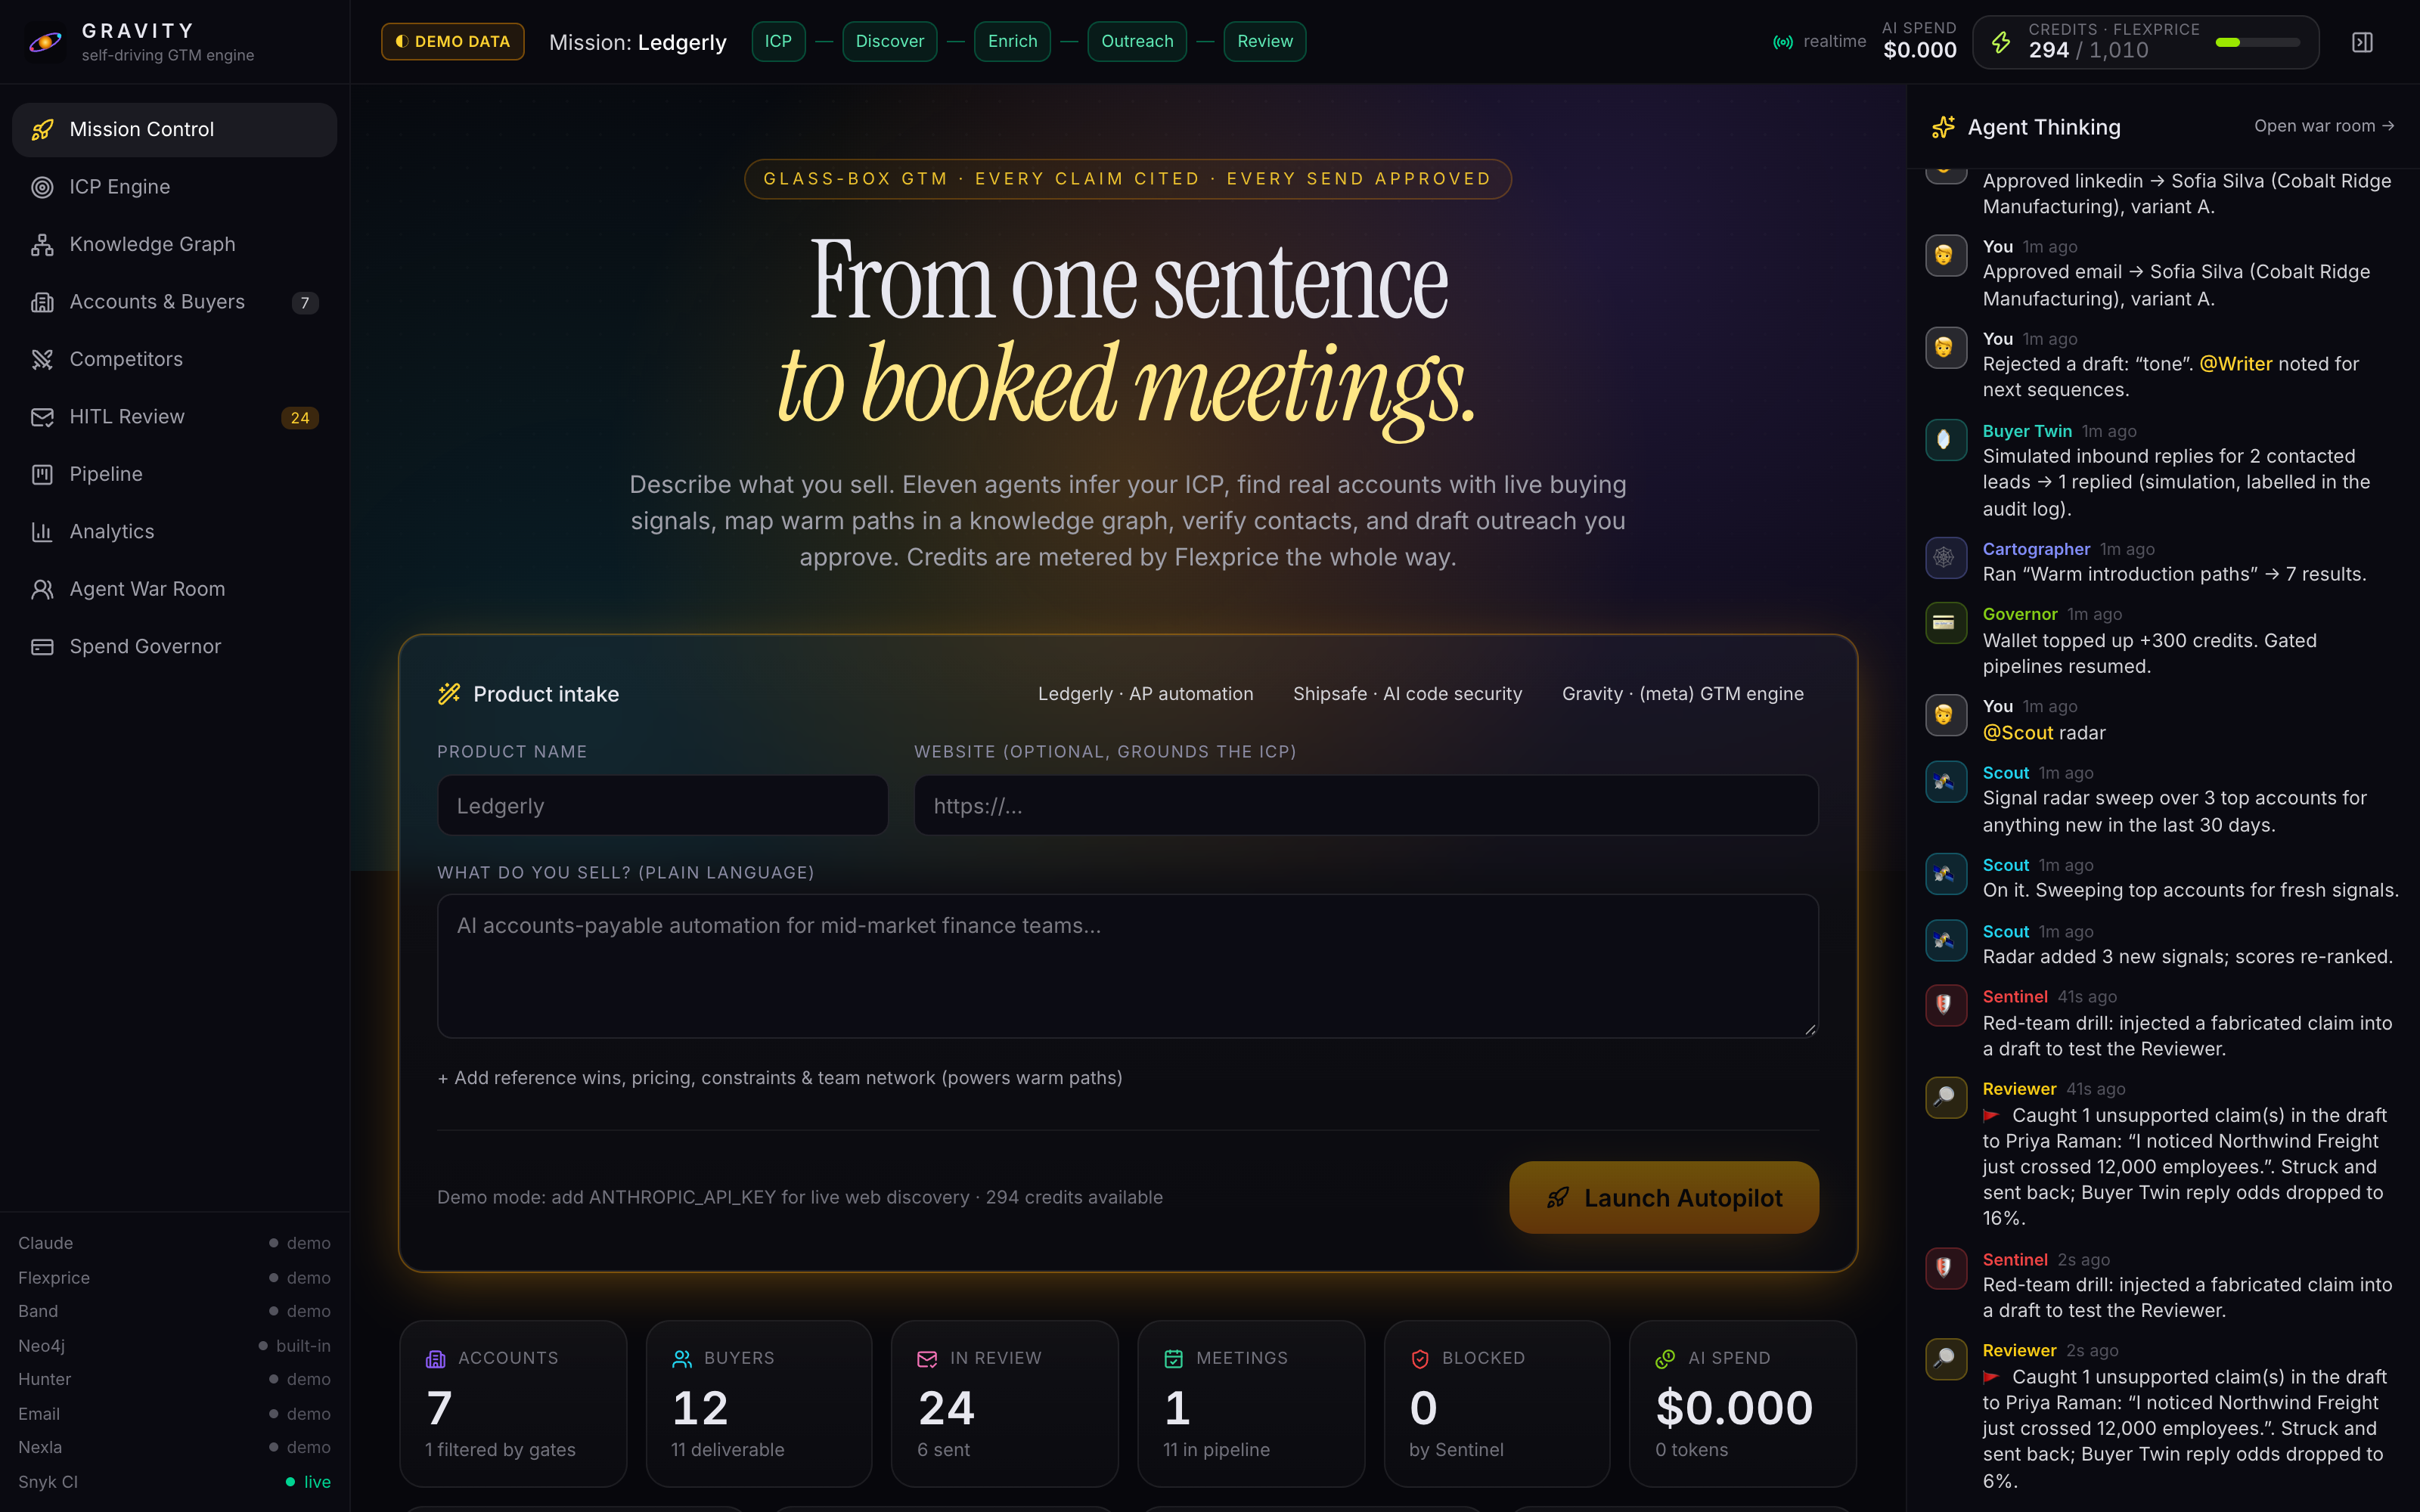 GRAVITY
self-driving GTM engine
DEMO DATA
Mission: Ledgerly
ICP
Discover
Enrich
Outreach
Review
realtime
AI SPEND
$0.000
CREDITS · FLEXPRICE
294 / 1,010
Mission Control
ICP Engine
Knowledge Graph
Accounts & Buyers
7
Competitors
HITL Review
24
Pipeline
Analytics
Agent War Room
Spend Governor
Claude
demo
Flexprice
demo
Band
demo
Neo4j
built-in
Hunter
demo
Email
demo
Nexla
demo
Snyk CI
live
GLASS-BOX GTM · EVERY CLAIM CITED · EVERY SEND APPROVED
From one sentence
to booked meetings.
Describe what you sell. Eleven agents infer your ICP, find real accounts with live buying
signals, map warm paths in a knowledge graph, verify contacts, and draft outreach you
approve. Credits are metered by Flexprice the whole way.
Product intake
Ledgerly · AP automation
Shipsafe · AI code security
Gravity · (meta) GTM engine
PRODUCT NAME
WEBSITE (OPTIONAL, GROUNDS THE ICP)
Ledgerly
https://...
WHAT DO YOU SELL? (PLAIN LANGUAGE)
AI accounts-payable automation for mid-market finance teams...
+ Add reference wins, pricing, constraints & team network (powers warm paths)
Demo mode: add ANTHROPIC_API_KEY for live web discovery · 294 credits available
Launch Autopilot
ACCOUNTS
7
1 filtered by gates
BUYERS
12
11 deliverable
IN REVIEW
24
6 sent
MEETINGS
1
11 in pipeline
BLOCKED
0
by Sentinel
AI SPEND
$0.000
0 tokens
Agent Thinking
Open war room →
Approved linkedin → Sofia Silva (Cobalt Ridge
Manufacturing), variant A.
You 1m ago
Approved email → Sofia Silva (Cobalt Ridge
Manufacturing), variant A.
You 1m ago
Rejected a draft: “tone”. @Writer noted for
next sequences.
Buyer Twin 1m ago
Simulated inbound replies for 2 contacted
leads → 1 replied (simulation, labelled in the
audit log).
Cartographer 1m ago
Ran “Warm introduction paths” → 7 results.
Governor 1m ago
Wallet topped up +300 credits. Gated
pipelines resumed.
You 1m ago
@Scout radar
Scout 1m ago
Signal radar sweep over 3 top accounts for
anything new in the last 30 days.
Scout 1m ago
On it. Sweeping top accounts for fresh signals.
Scout 1m ago
Radar added 3 new signals; scores re-ranked.
Sentinel 41s ago
Red-team drill: injected a fabricated claim into
a draft to test the Reviewer.
Reviewer 41s ago
🚩 Caught 1 unsupported claim(s) in the draft
to Priya Raman: “I noticed Northwind Freight
just crossed 12,000 employees.”. Struck and
sent back; Buyer Twin reply odds dropped to
16%.
Sentinel 2s ago
Red-team drill: injected a fabricated claim into
a draft to test the Reviewer.
Reviewer 2s ago
🚩 Caught 1 unsupported claim(s) in the draft
to Priya Raman: “I noticed Northwind Freight
just crossed 12,000 employees.”. Struck and
sent back; Buyer Twin reply odds dropped to
6%.